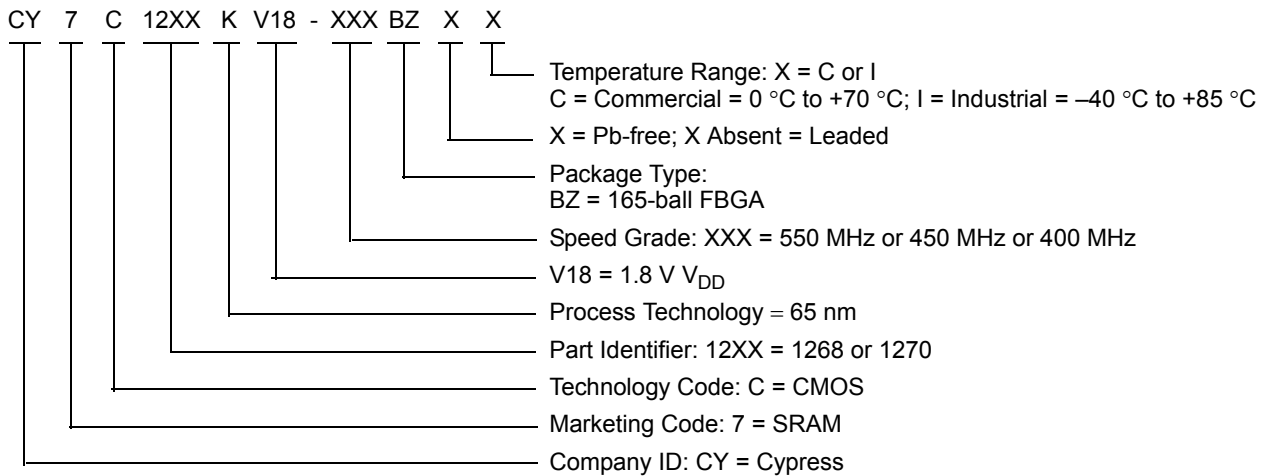 CY 7 C 12XX K V18 - XXX BZ X X
Temperature Range: X = C or I
C = Commercial = 0 °C to +70 °C; I = Industrial = –40 °C to +85 °C
X = Pb-free; X Absent = Leaded
Package Type:
BZ = 165-ball FBGA
Speed Grade: XXX = 550 MHz or 450 MHz or 400 MHz
V18 = 1.8 V VDD
Process Technology = 65 nm
Part Identifier: 12XX = 1268 or 1270
Technology Code: C = CMOS
Marketing Code: 7 = SRAM
Company ID: CY = Cypress